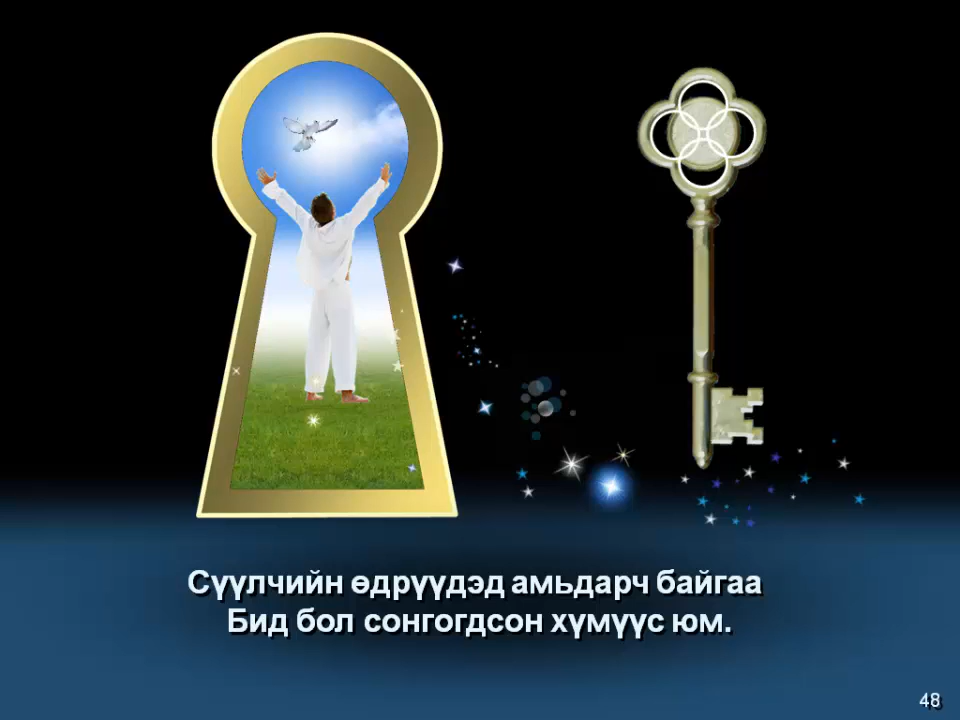 Сүүлчийн өдрүүдэд амьдарч байгаа
Бид бол сонгогдсон хүмүүс юм.
48